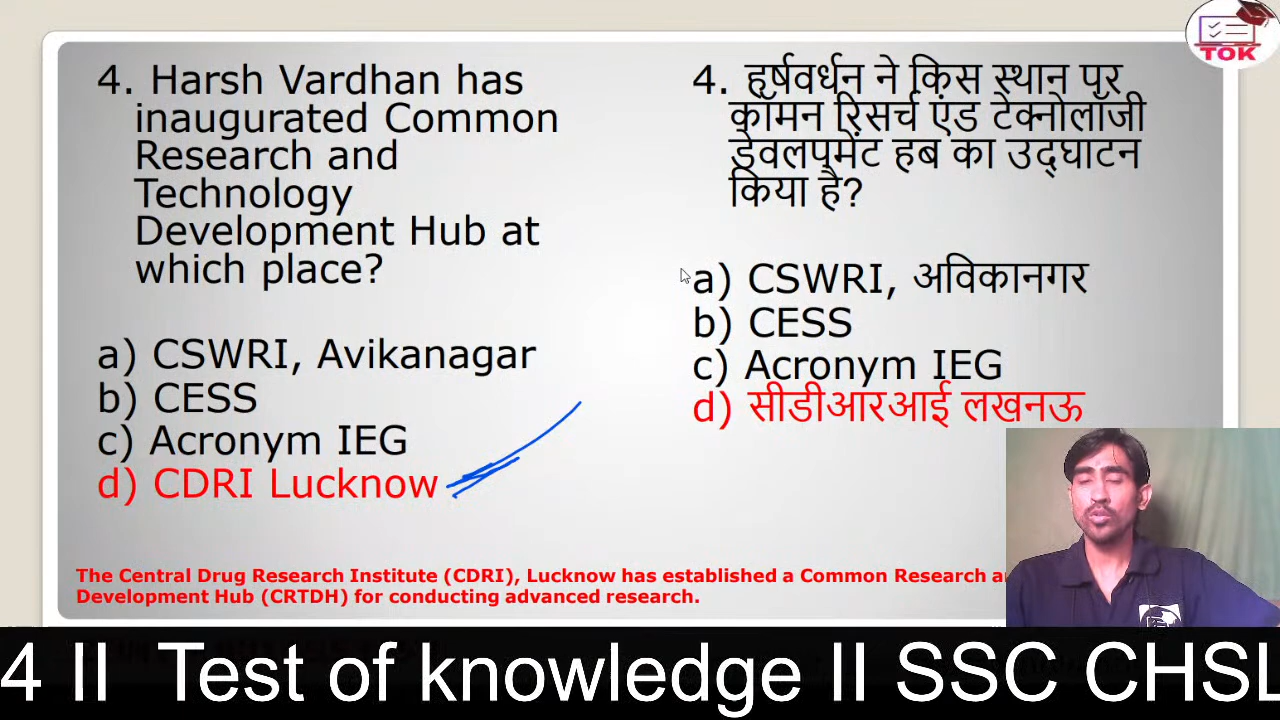 TOK
4. Harsh Vardhan has
inaugurated Common
Research and
Technology
Development Hub at
which place?
a) CSWRI, Avikanagar
b) CESS
c) Acronym IEG
d) CDRI Lucknow
4. हर्षवर्धन ने किस स्थान पर
कॉमन रिसर्च एंड टेक्नोलॉजी
डेवलपमेंट हब का उद्घाटन
किया है?
a) CSWRI, अविकानगर
b) CESS
c) Acronym IEG
d) सीडीआरआई लखनऊ
The Central Drug Research Institute (CDRI), Lucknow has established a Common Research
Development Hub (CRTDH) for conducting advanced research.
4 II Test of knowledge II SSC CHSL